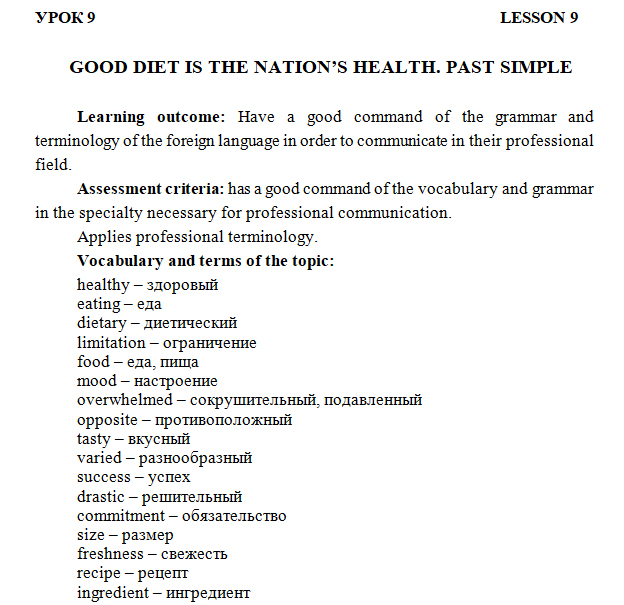 УРОК 9 LESSON 9
GOOD DIET IS THE NATION’S HEALTH. PAST SIMPLE
Learning outcome: Have a good command of the grammar and
terminology of the foreign language in order to communicate in their professional
field.
Assessment criteria: has a good command of the vocabulary and grammar
in the specialty necessary for professional communication.
Applies professional terminology.
Vocabulary and terms of the topic:
healthy – здоровый
eating – еда
dietary – диетический
limitation – ограничение
food – еда, пища
mood – настроение
overwhelmed – сокрушительный, подавленный
opposite – противоположный
tasty – вкусный
varied – разнообразный
success – успех
drastic – решительный
commitment – обязательство
size – размер
freshness – свежесть
recipe – рецепт
ingredient – ингредиент